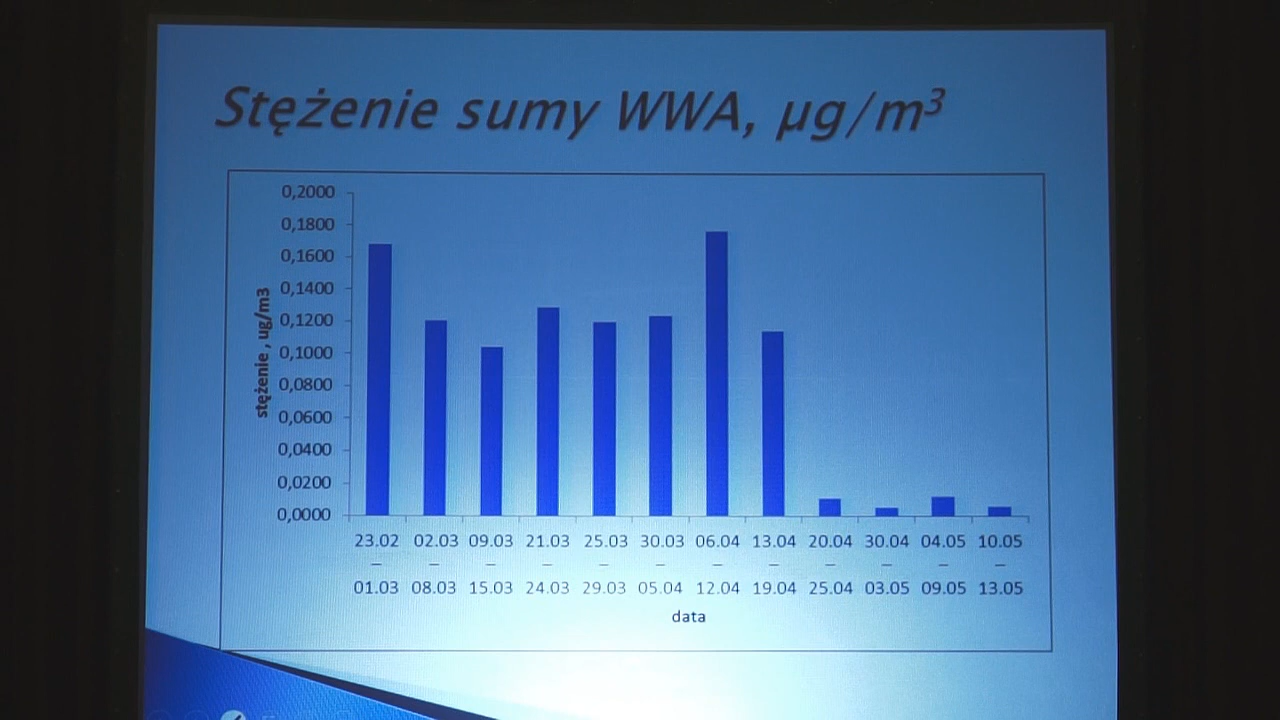 Stężenie sumy WWA, µg/m³
stężenie , ug/m3
0,2000
0,1800
0,1600
0,1400
0,1200
0,1000
0,0800
0,0600
0,0400
0,0200
0,0000
23.02 02.03 09.03 21.03 25.03 30.03 06.04 13.04 20.04 30.04 04.05 10.05
– – – – – – – – – – – –
01.03 08.03 15.03 24.03 29.03 05.04 12.04 19.04 25.04 03.05 09.05 13.05
data